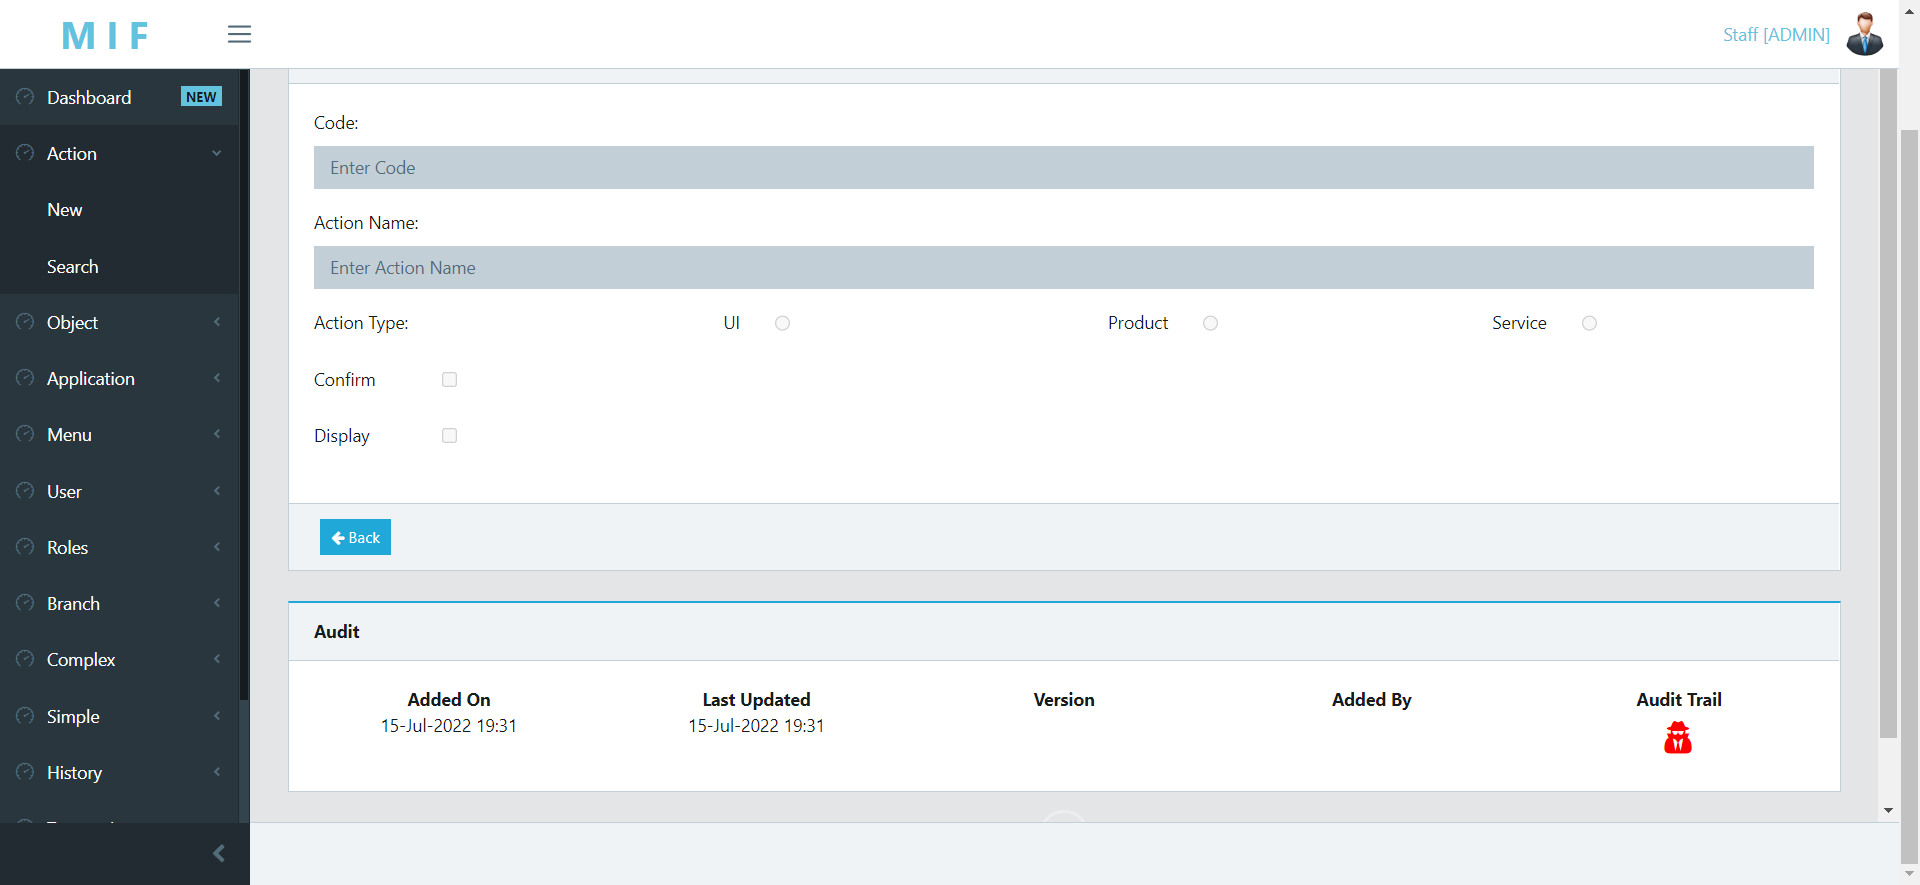 MIF
Staff [ADMIN]
Dashboard NEW
Action
New
Search
Object
Application
Menu
User
Roles
Branch
Complex
Simple
History
Code:
Enter Code
Action Name:
Enter Action Name
Action Type: UI Product Service
Confirm
Display
Back
Audit
Added On Last Updated Version Added By Audit Trail
15-Jul-2022 19:31 15-Jul-2022 19:31